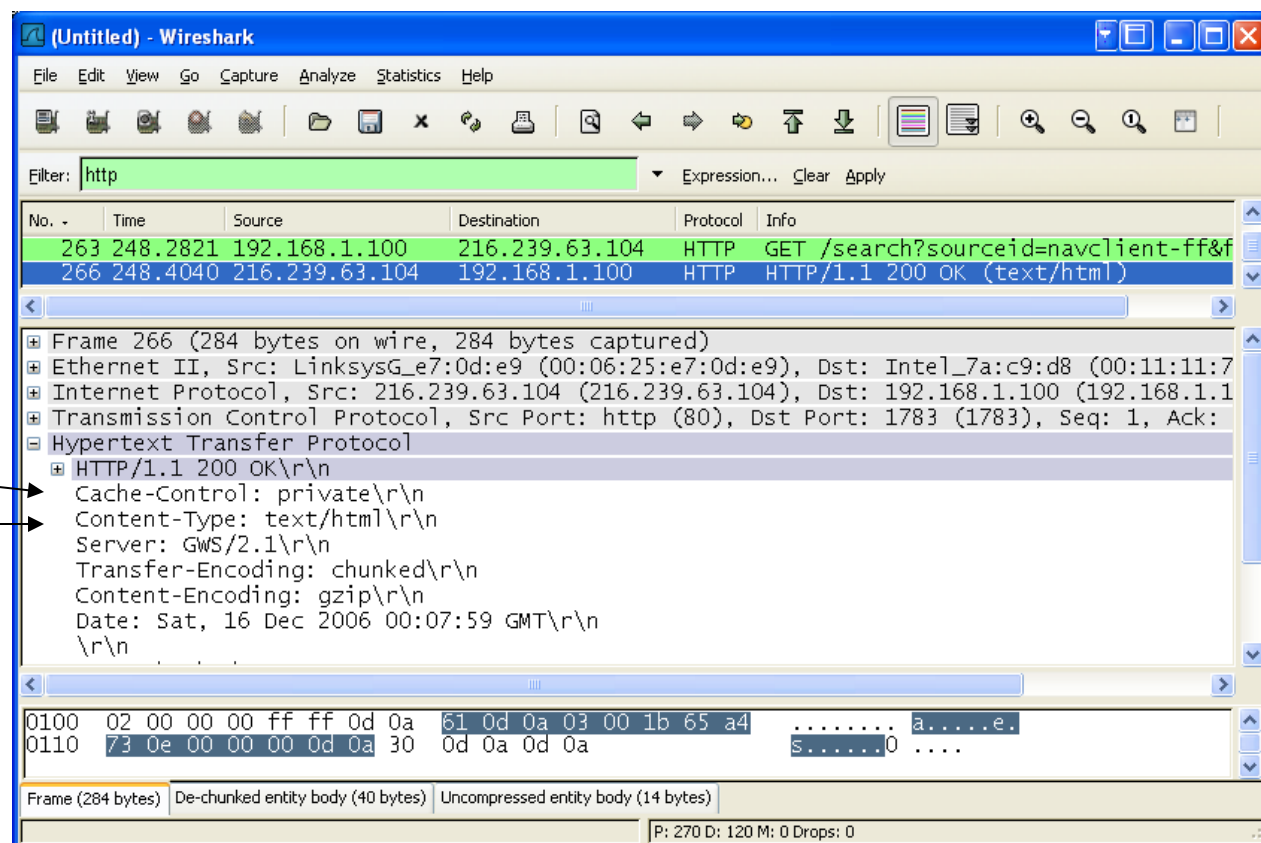 (Untitled) - Wireshark
File Edit View Go Capture Analyze Statistics Help
Filter: http Expression... Clear Apply
No. - Time Source Destination Protocol Info
263 248.2821 192.168.1.100 216.239.63.104 HTTP GET /search?sourceid=navclient-ff&f
266 248.4040 216.239.63.104 192.168.1.100 HTTP HTTP/1.1 200 OK (text/html)
Frame 266 (284 bytes on wire, 284 bytes captured)
Ethernet II, Src: LinksysG_e7:0d:e9 (00:06:25:e7:0d:e9), Dst: Intel_7a:c9:d8 (00:11:11:7
Internet Protocol, Src: 216.239.63.104 (216.239.63.104), Dst: 192.168.1.100 (192.168.1.1
Transmission Control Protocol, Src Port: http (80), Dst Port: 1783 (1783), Seq: 1, Ack:
Hypertext Transfer Protocol
HTTP/1.1 200 OK\r\n
Cache-Control: private\r\n
Content-Type: text/html\r\n
Server: GWS/2.1\r\n
Transfer-Encoding: chunked\r\n
Content-Encoding: gzip\r\n
Date: Sat, 16 Dec 2006 00:07:59 GMT\r\n
\r\n
0100 02 00 00 00 ff ff 0d 0a 61 0d 0a 03 00 1b 65 a4 ........ a.....e.
0110 73 0e 00 00 00 0d 0a 30 0d 0a 0d 0a s......0 ....
Frame (284 bytes) De-chunked entity body (40 bytes) Uncompressed entity body (14 bytes)
P: 270 D: 120 M: 0 Drops: 0